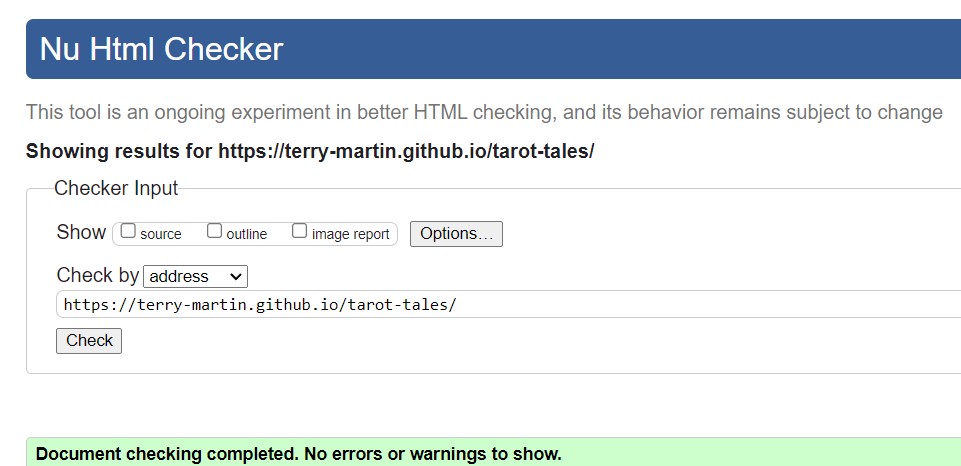 Nu Html Checker
This tool is an ongoing experiment in better HTML checking, and its behavior remains subject to change
Showing results for https://terry-martin.github.io/tarot-tales/
Checker Input
Show source outline image report Options...
Check by address
https://terry-martin.github.io/tarot-tales/
Check
Document checking completed. No errors or warnings to show.